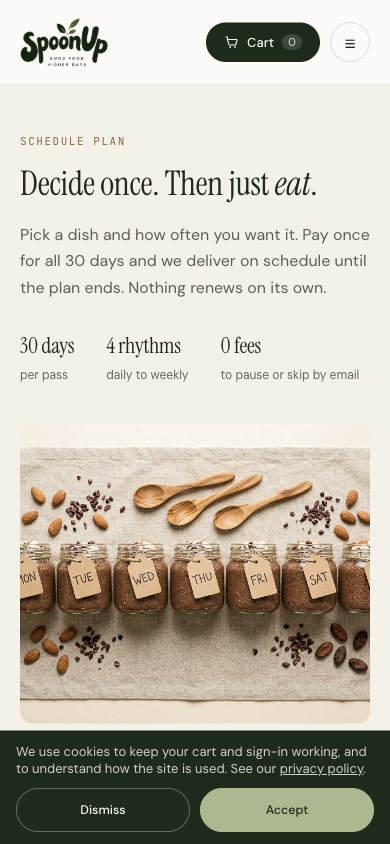 SpoonUp
GOOD FOOD
HIGHER DAYS
Cart 0
SCHEDULE PLAN
Decide once. Then just eat.
Pick a dish and how often you want it. Pay once
for all 30 days and we deliver on schedule until
the plan ends. Nothing renews on its own.
30 days 4 rhythms 0 fees
per pass daily to weekly to pause or skip by email
MON TUE WED THU FRI SAT
We use cookies to keep your cart and sign-in working, and
to understand how the site is used. See our privacy policy.
Dismiss Accept